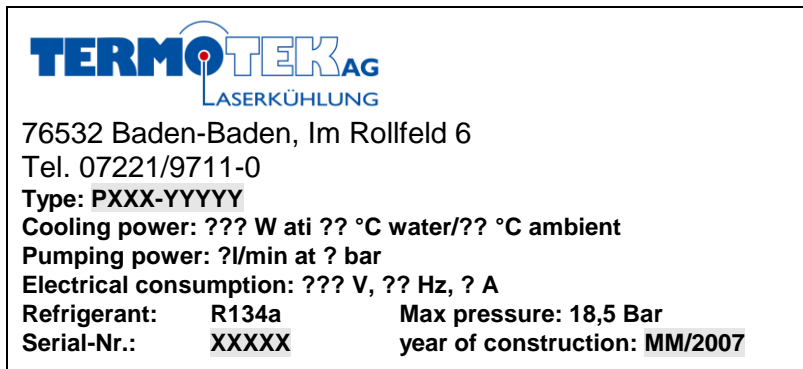 TERMOTEK AG
LASERKÜHLUNG
76532 Baden-Baden, Im Rollfeld 6
Tel. 07221/9711-0
Type: PXXX-YYYYY
Cooling power: ??? W ati ?? °C water/?? °C ambient
Pumping power: ?l/min at ? bar
Electrical consumption: ??? V, ?? Hz, ? A
Refrigerant: R134a Max pressure: 18,5 Bar
Serial-Nr.: XXXXX year of construction: MM/2007